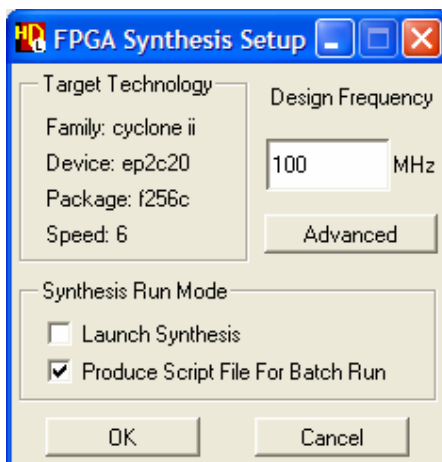 FPGA Synthesis Setup
Target Technology
Family: cyclone ii
Device: ep2c20
Package: f256c
Speed: 6
Design Frequency
100 MHz
Advanced
Synthesis Run Mode
Launch Synthesis
Produce Script File For Batch Run
OK Cancel